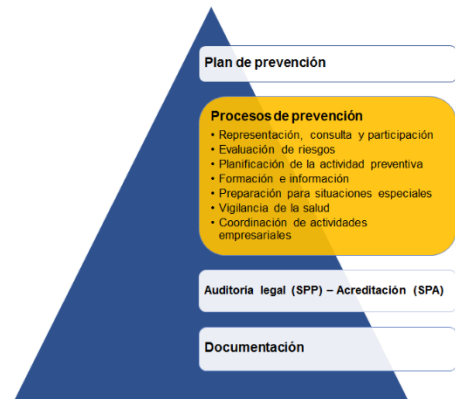 Plan de prevención
Procesos de prevención
• Representación, consulta y participación
• Evaluación de riesgos
• Planificación de la actividad preventiva
• Formación e información
• Preparación para situaciones especiales
• Vigilancia de la salud
• Coordinación de actividades
empresariales
Auditoría legal (SPP) – Acreditación (SPA)
Documentación